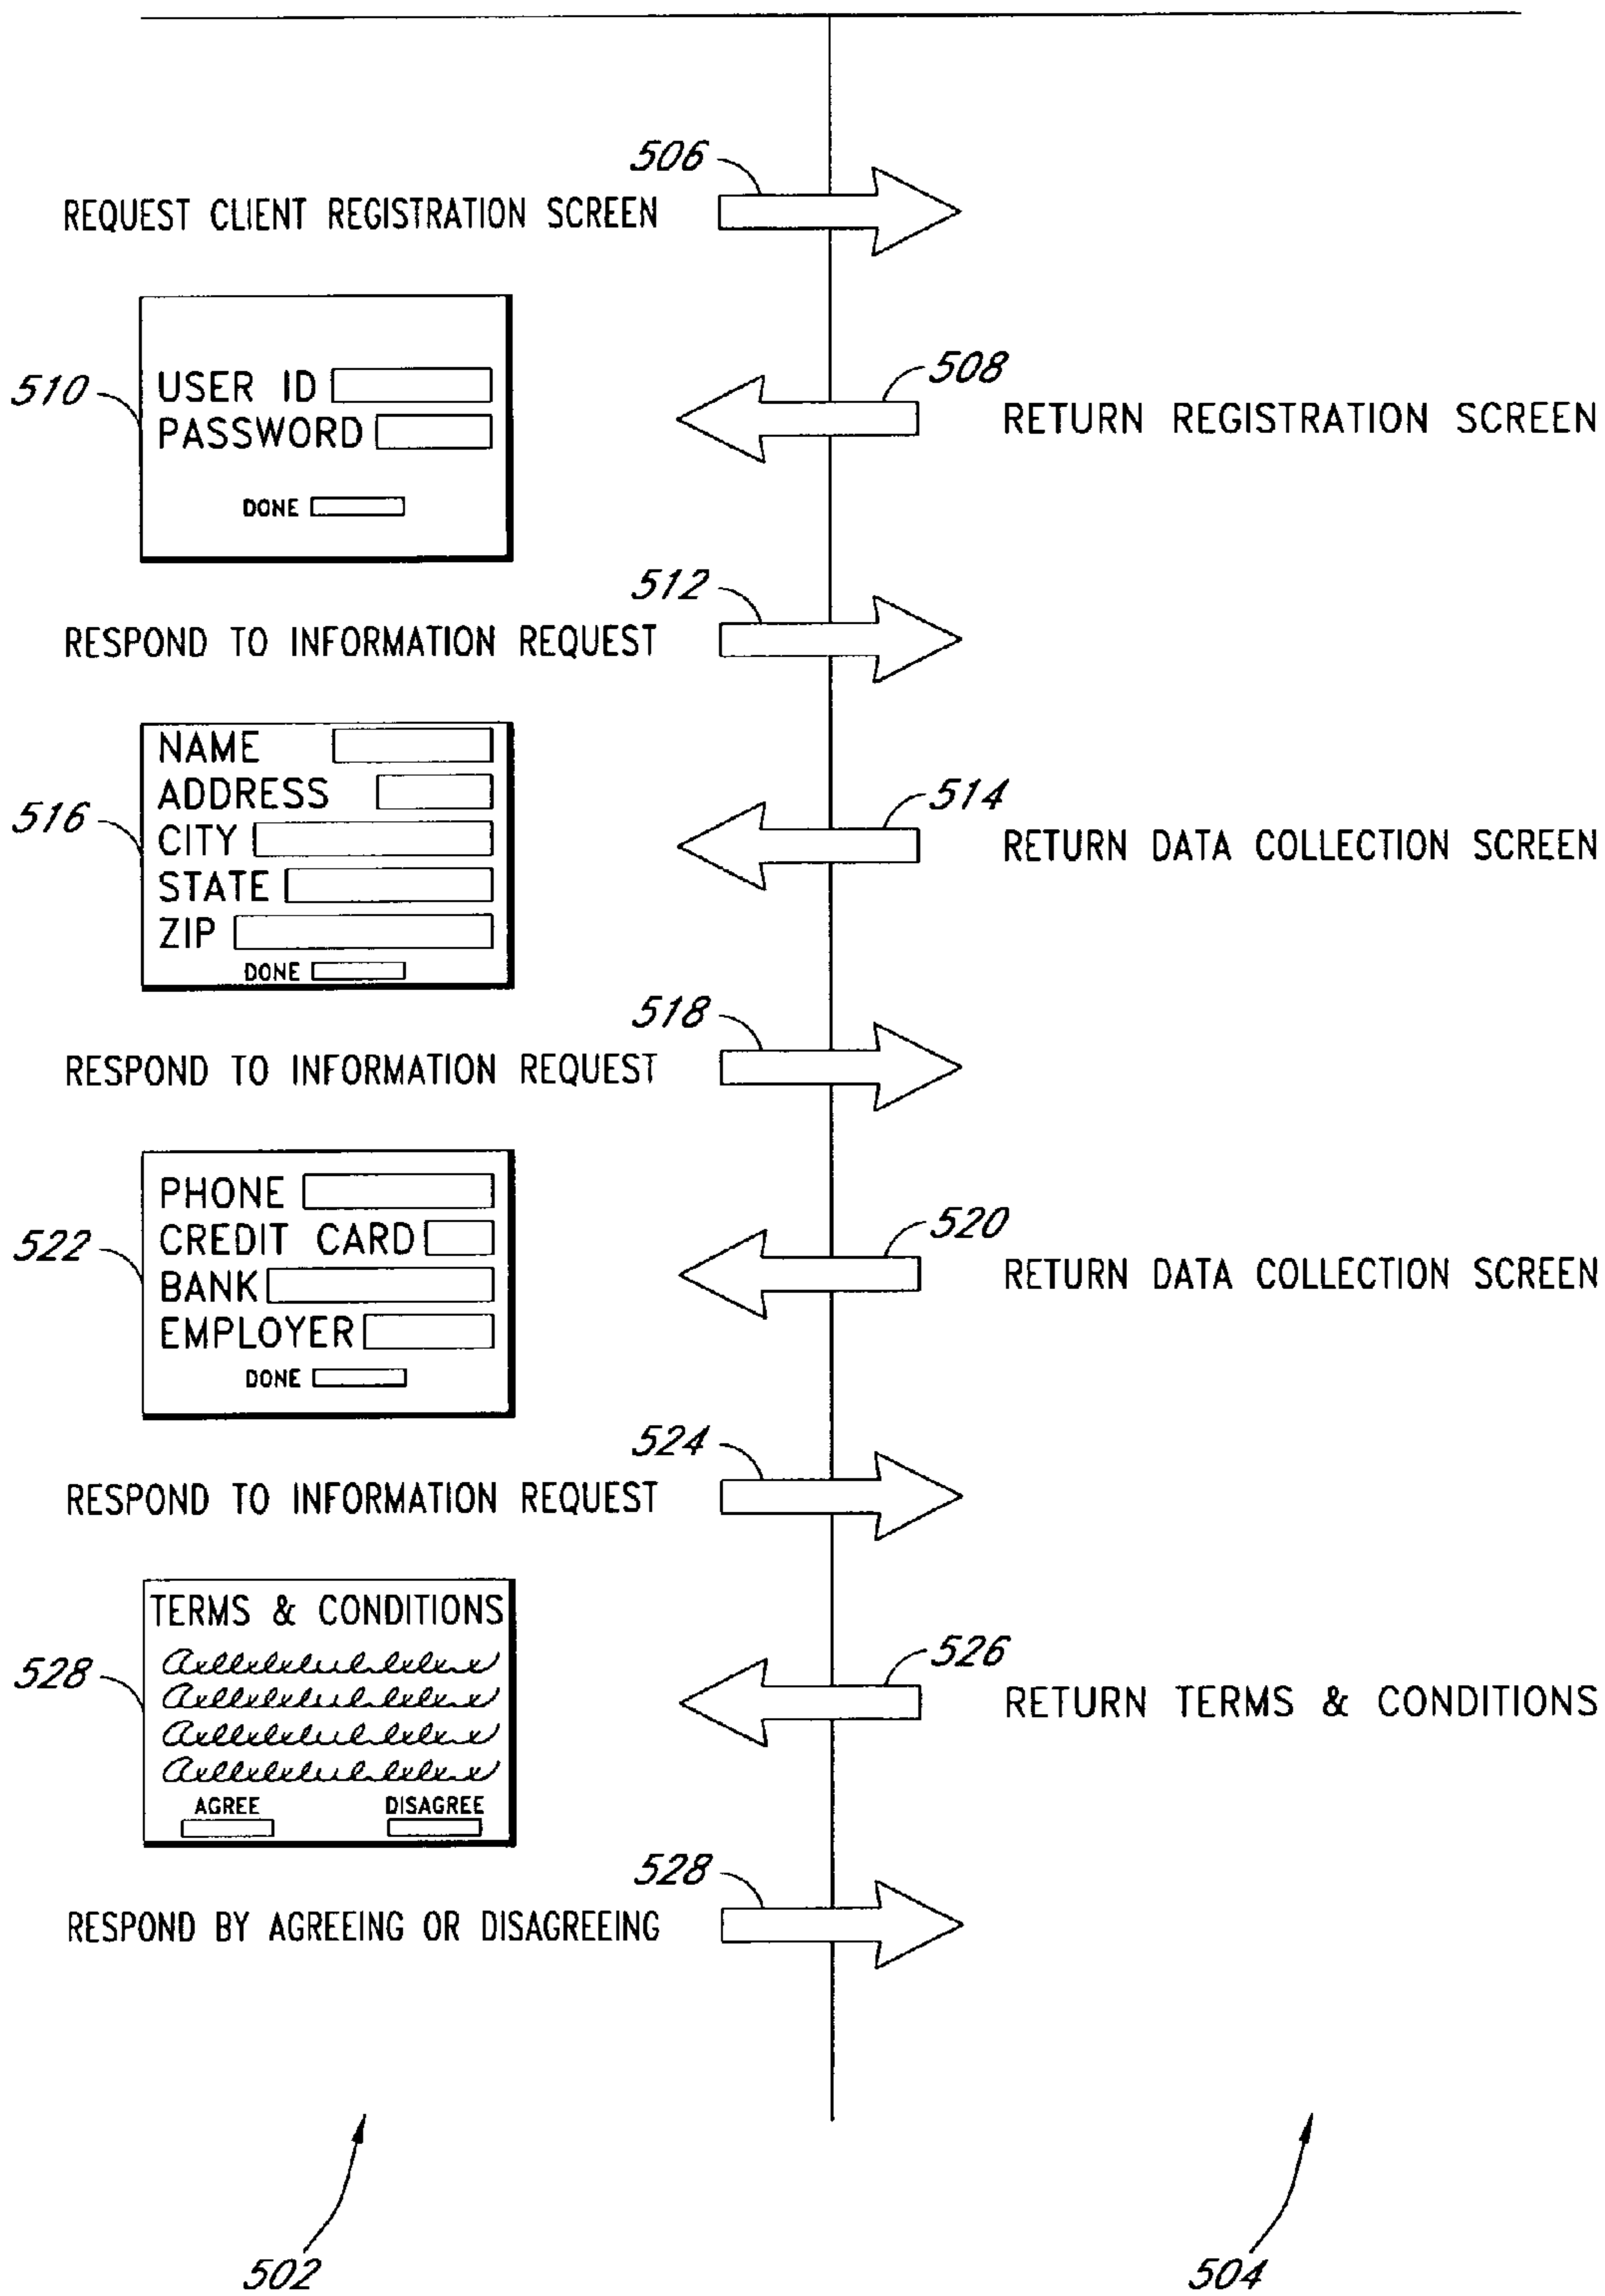 506
REQUEST CLIENT REGISTRATION SCREEN
510
USER ID
PASSWORD
DONE
508
RETURN REGISTRATION SCREEN
512
RESPOND TO INFORMATION REQUEST
516
NAME
ADDRESS
CITY
STATE
ZIP
DONE
514
RETURN DATA COLLECTION SCREEN
518
RESPOND TO INFORMATION REQUEST
522
PHONE
CREDIT CARD
BANK
EMPLOYER
DONE
520
RETURN DATA COLLECTION SCREEN
524
RESPOND TO INFORMATION REQUEST
528
TERMS & CONDITIONS
AGREE
DISAGREE
526
RETURN TERMS & CONDITIONS
528
RESPOND BY AGREEING OR DISAGREEING
502
504